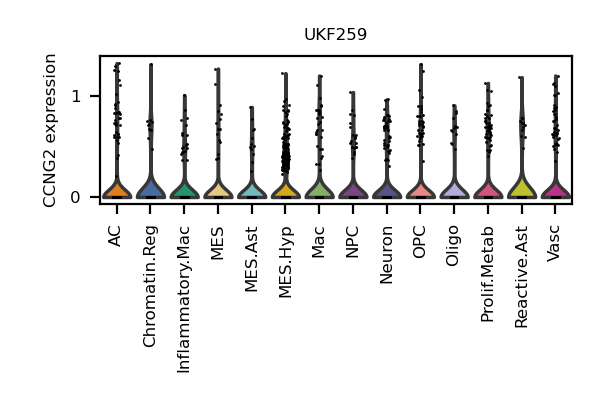 UKF259
CCNG2 expression
1
0
AC
Chromatin.Reg
Inflammatory.Mac
MES
MES.Ast
MES.Hyp
Mac
NPC
Neuron
OPC
Oligo
Prolif.Metab
Reactive.Ast
Vasc